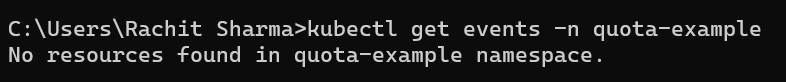 C:\Users\Rachit Sharma>kubectl get events -n quota-example
No resources found in quota-example namespace.